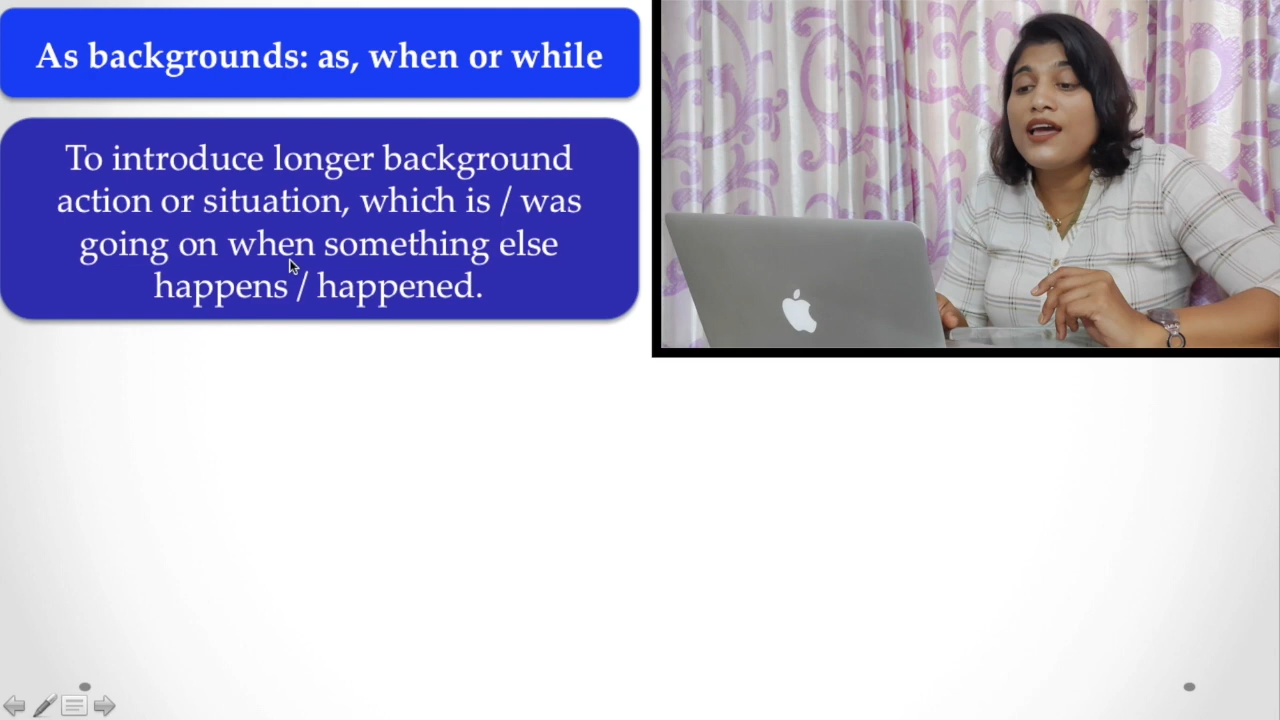 As backgrounds: as, when or while
To introduce longer background
action or situation, which is / was
going on when something else
happens / happened.